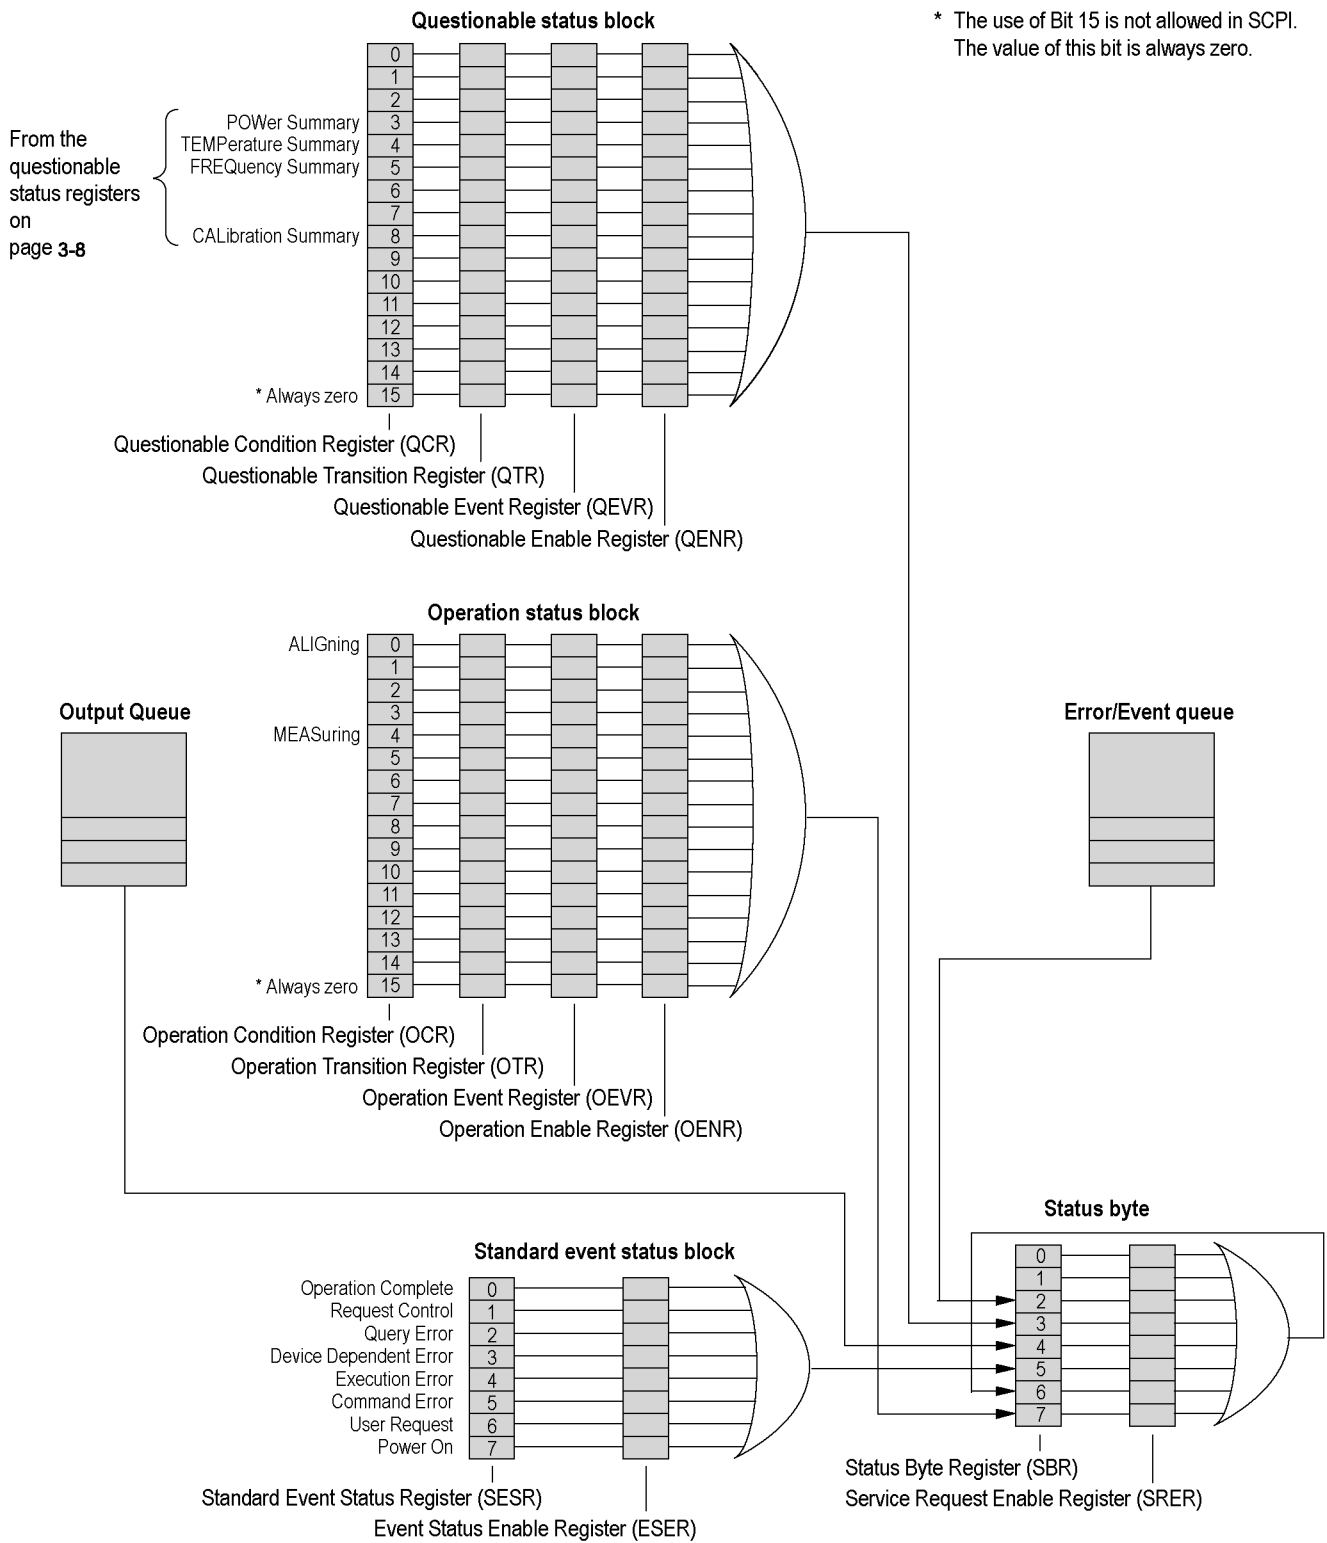 Questionable status block
* The use of Bit 15 is not allowed in SCPI.
The value of this bit is always zero.
From the
questionable
status registers
on
page 3-8
0
1
2
POWer Summary 3
TEMPerature Summary 4
FREQuency Summary 5
6
7
CALibration Summary 8
9
10
11
12
13
14
* Always zero 15
Questionable Condition Register (QCR)
Questionable Transition Register (QTR)
Questionable Event Register (QEVR)
Questionable Enable Register (QENR)
Operation status block
ALIGning 0
1
2
3
MEASuring 4
5
6
7
8
9
10
11
12
13
14
* Always zero 15
Operation Condition Register (OCR)
Operation Transition Register (OTR)
Operation Event Register (OEVR)
Operation Enable Register (OENR)
Output Queue
Error/Event queue
Standard event status block
Operation Complete 0
Request Control 1
Query Error 2
Device Dependent Error 3
Execution Error 4
Command Error 5
User Request 6
Power On 7
Standard Event Status Register (SESR)
Event Status Enable Register (ESER)
Status byte
0
1
2
3
4
5
6
7
Status Byte Register (SBR)
Service Request Enable Register (SRER)